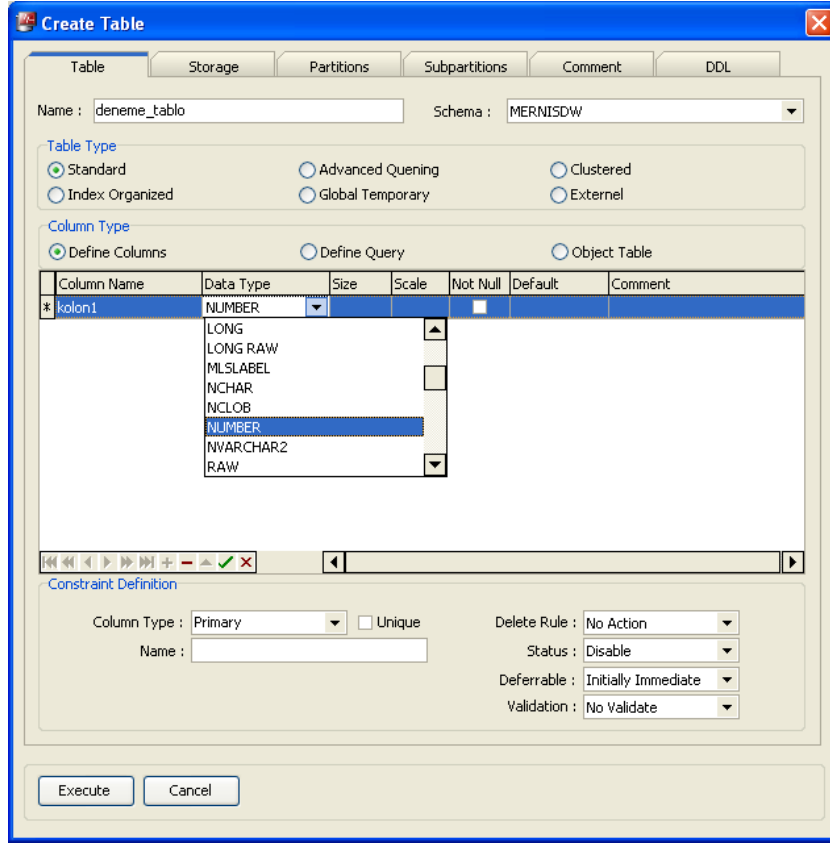 Create Table
Table Storage Partitions Subpartitions Comment DDL
Name : deneme_tablo Schema : MERNISDW
Table Type
Standard Advanced Quening Clustered
Index Organized Global Temporary Externel
Column Type
Define Columns Define Query Object Table
Column Name Data Type Size Scale Not Null Default Comment
* kolon1 NUMBER
LONG
LONG RAW
MLSLABEL
NCHAR
NCLOB
NUMBER
NVARCHAR2
RAW
Constraint Definition
Column Type : Primary Unique Delete Rule : No Action
Name : Status : Disable
Deferrable : Initially Immediate
Validation : No Validate
Execute Cancel